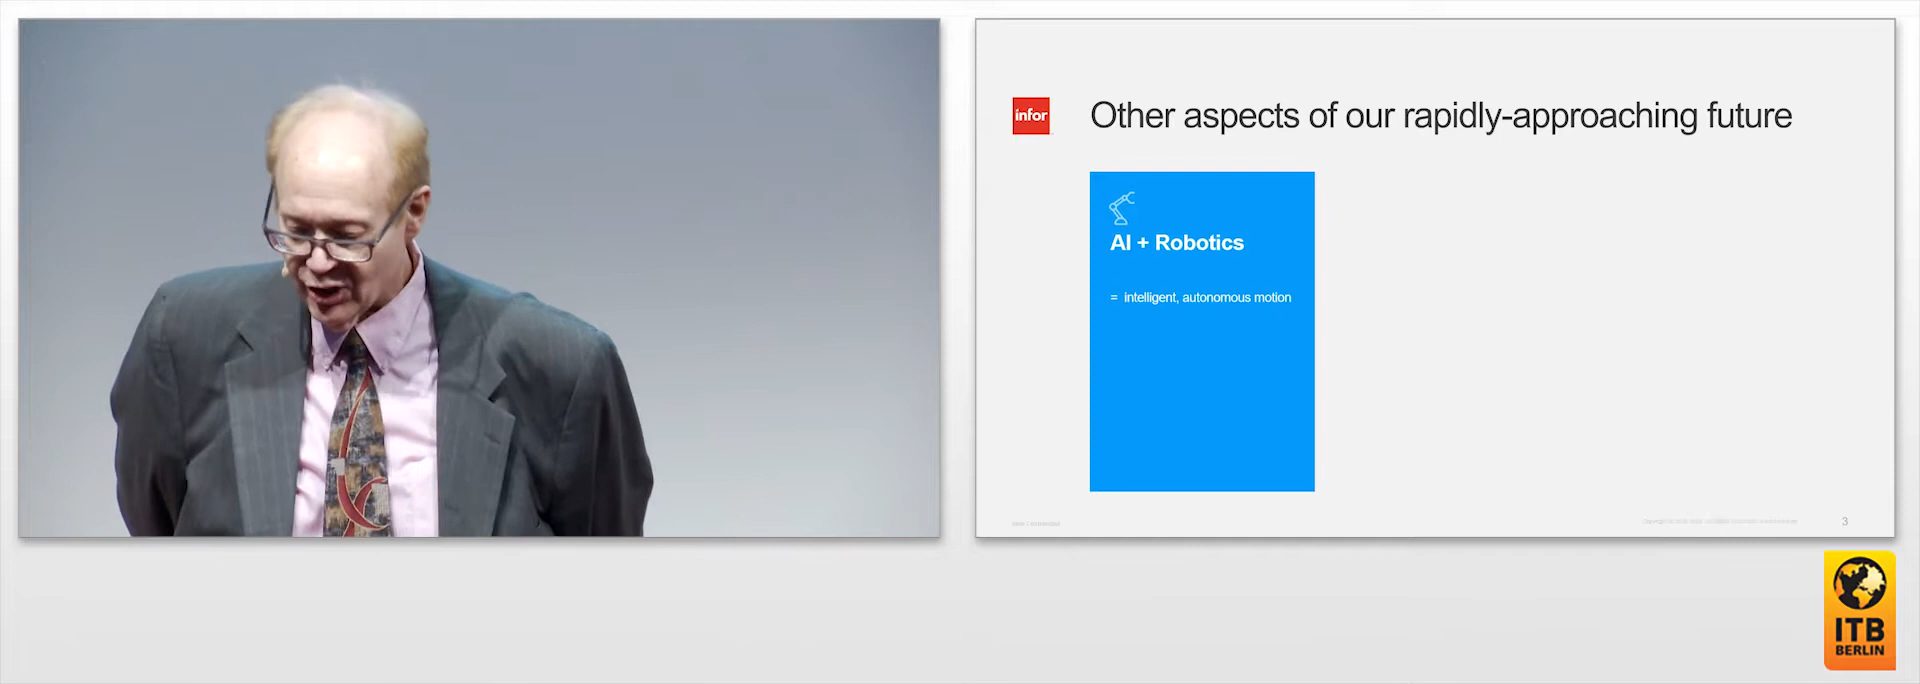 infor
Other aspects of our rapidly-approaching future
AI + Robotics
= intelligent, autonomous motion
3
ITB
BERLIN